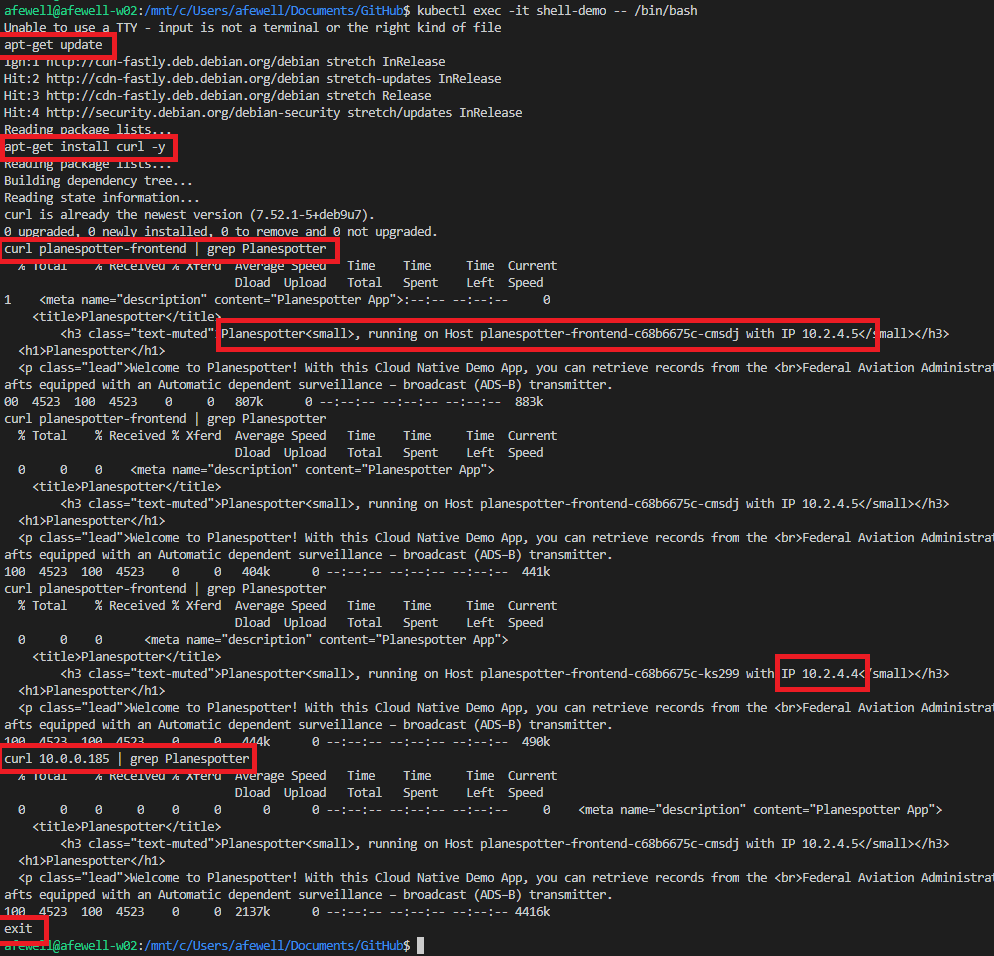 afewell@afewell-w02:/mnt/c/Users/afewell/Documents/GitHub$ kubectl exec -it shell-demo -- /bin/bash
Unable to use a TTY - input is not a terminal or the right kind of file
apt-get update
Ign:1 http://cdn-fastly.deb.debian.org/debian stretch InRelease
Hit:2 http://cdn-fastly.deb.debian.org/debian stretch-updates InRelease
Hit:3 http://cdn-fastly.deb.debian.org/debian stretch Release
Hit:4 http://security.debian.org/debian-security stretch/updates InRelease
Reading package lists...
apt-get install curl -y
Reading package lists...
Building dependency tree...
Reading state information...
curl is already the newest version (7.52.1-5+deb9u7).
0 upgraded, 0 newly installed, 0 to remove and 0 not upgraded.
curl planespotter-frontend | grep Planespotter
  % Total    % Received % Xferd  Average Speed   Time    Time     Time  Current
                                 Dload  Upload   Total   Spent    Left  Speed
1    <meta name="description" content="Planespotter App">:--:-- --:--:--     0
    <title>Planespotter</title>
        <h3 class="text-muted">Planespotter<small>, running on Host planespotter-frontend-c68b6675c-cmsdj with IP 10.2.4.5</small></h3>
  <h1>Planespotter</h1>
  <p class="lead">Welcome to Planespotter! With this Cloud Native Demo App, you can retrieve records from the <br>Federal Aviation Administrat
afts equipped with an Automatic dependent surveillance – broadcast (ADS-B) transmitter.
00  4523  100  4523    0     0   807k      0 --:--:-- --:--:-- --:--:--  883k
curl planespotter-frontend | grep Planespotter
  % Total    % Received % Xferd  Average Speed   Time    Time     Time  Current
                                 Dload  Upload   Total   Spent    Left  Speed
  0     0    0    <meta name="description" content="Planespotter App">
    <title>Planespotter</title>
        <h3 class="text-muted">Planespotter<small>, running on Host planespotter-frontend-c68b6675c-cmsdj with IP 10.2.4.5</small></h3>
  <h1>Planespotter</h1>
  <p class="lead">Welcome to Planespotter! With this Cloud Native Demo App, you can retrieve records from the <br>Federal Aviation Administrat
afts equipped with an Automatic dependent surveillance – broadcast (ADS-B) transmitter.
100  4523  100  4523    0     0   404k      0 --:--:-- --:--:-- --:--:--  441k
curl planespotter-frontend | grep Planespotter
  % Total    % Received % Xferd  Average Speed   Time    Time     Time  Current
                                 Dload  Upload   Total   Spent    Left  Speed
  0     0    0      <meta name="description" content="Planespotter App">
    <title>Planespotter</title>
        <h3 class="text-muted">Planespotter<small>, running on Host planespotter-frontend-c68b6675c-ks299 with IP 10.2.4.4</small></h3>
  <h1>Planespotter</h1>
  <p class="lead">Welcome to Planespotter! With this Cloud Native Demo App, you can retrieve records from the <br>Federal Aviation Administrat
afts equipped with an Automatic dependent surveillance – broadcast (ADS-B) transmitter.
100  4523  100  4523    0     0   444k      0 --:--:-- --:--:-- --:--:--  490k
curl 10.0.0.185 | grep Planespotter
  % Total    % Received % Xferd  Average Speed   Time    Time     Time  Current
                                 Dload  Upload   Total   Spent    Left  Speed
  0     0    0     0    0     0      0      0 --:--:-- --:--:-- --:--:--     0    <meta name="description" content="Planespotter App">
    <title>Planespotter</title>
        <h3 class="text-muted">Planespotter<small>, running on Host planespotter-frontend-c68b6675c-cmsdj with IP 10.2.4.5</small></h3>
  <h1>Planespotter</h1>
  <p class="lead">Welcome to Planespotter! With this Cloud Native Demo App, you can retrieve records from the <br>Federal Aviation Administrat
afts equipped with an Automatic dependent surveillance – broadcast (ADS-B) transmitter.
100  4523  100  4523    0     0  2137k      0 --:--:-- --:--:-- --:--:-- 4416k
exit
afewell@afewell-w02:/mnt/c/Users/afewell/Documents/GitHub$